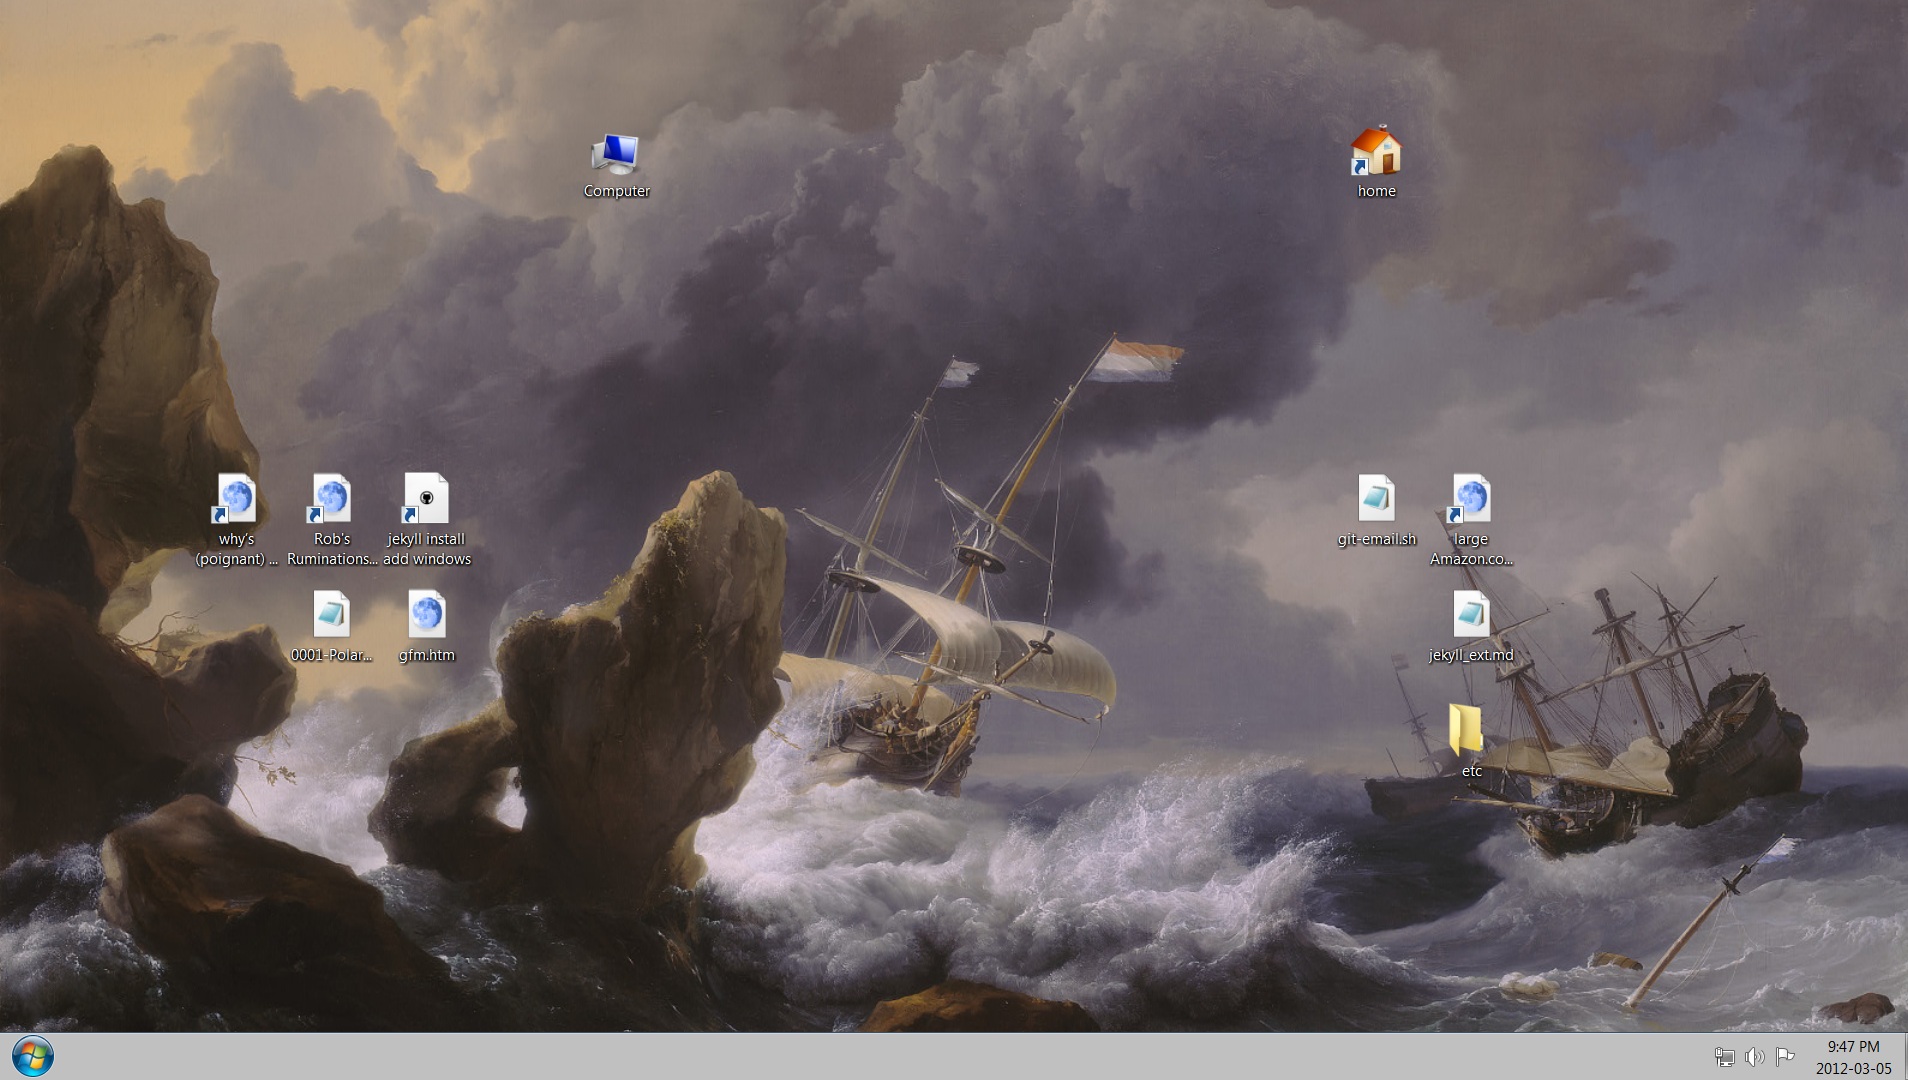 Computer
home
why's
(poignant) ...
Rob's
Ruminations...
jekyll install
add windows
git-email.sh
large
Amazon.co...
0001-Polar...
gfm.htm
jekyll_ext.md
etc
9:47 PM
2012-03-05